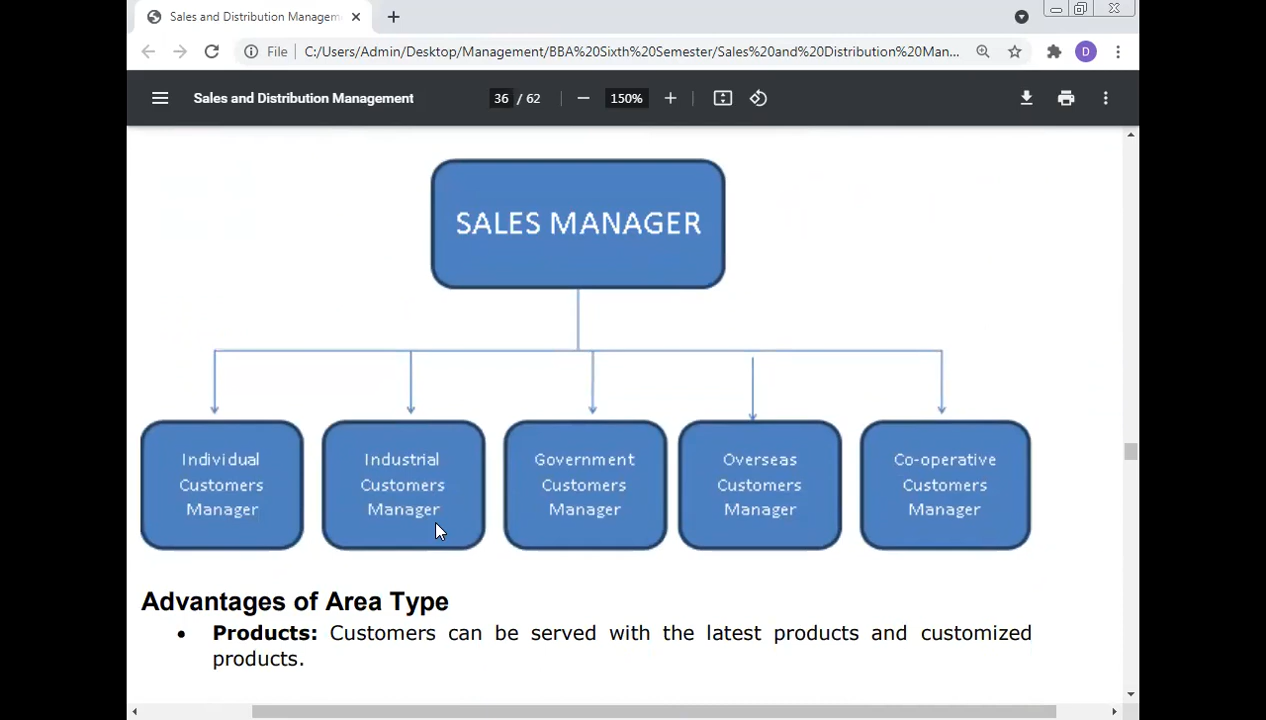 Sales and Distribution Managem
File C:/Users/Admin/Desktop/Management/BBA%20Sixth%20Semester/Sales%20and%20Distribution%20Man...
D
Sales and Distribution Management 36 / 62 150%
SALES MANAGER
Individual Customers Manager
Industrial Customers Manager
Government Customers Manager
Overseas Customers Manager
Co-operative Customers Manager
Advantages of Area Type
• Products: Customers can be served with the latest products and customized
products.